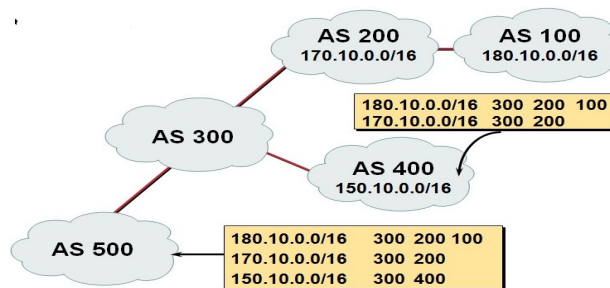 AS 200
170.10.0.0/16
AS 100
180.10.0.0/16
180.10.0.0/16 300 200 100
170.10.0.0/16 300 200
AS 300
AS 400
150.10.0.0/16
AS 500
180.10.0.0/16 300 200 100
170.10.0.0/16 300 200
150.10.0.0/16 300 400